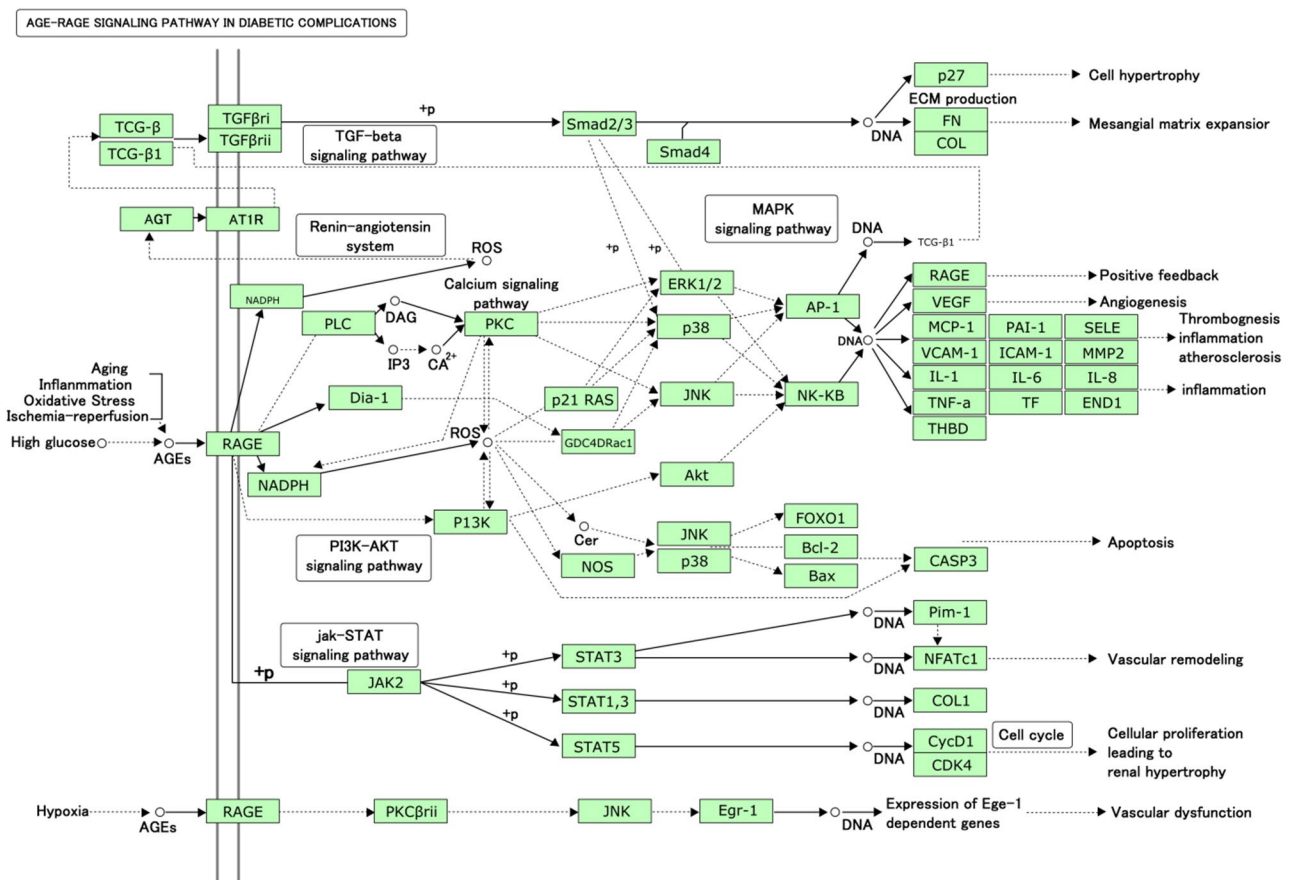 AGE-RAGE SIGNALING PATHWAY IN DIABETIC COMPLICATIONS
p27
Cell hypertrophy
ECM production
TCG-β
TGFβri
+p
Smad2/3
DNA
FN
Mesangial matrix expansior
TCG-β1
TGFβrii
TGF-beta
signaling pathway
Smad4
COL
AGT
AT1R
Renin-angiotensin
system
MAPK
signaling pathway
ROS
+p
+p
DNA
TCG-β1
NADPH
Calcium signaling
pathway
ERK1/2
AP-1
RAGE
Positive feedback
VEGF
Angiogenesis
PLC
DAG
PKC
p38
MCP-1
PAI-1
SELE
Thrombognesis
inflammation
atherosclerosis
IP3
CA2+
DNA
VCAM-1
ICAM-1
MMP2
Aging
Inflanmmation
Oxidative Stress
Ischemia-reperfusion
IL-1
IL-6
IL-8
inflammation
Dia-1
p21 RAS
JNK
NK-KB
TNF-a
TF
END1
THBD
High glucose
AGEs
RAGE
ROS
GDC4DRac1
NADPH
Akt
P13K
PI3K-AKT
signaling pathway
Cer
NOS
JNK
p38
FOXO1
Bcl-2
Bax
CASP3
Apoptosis
jak-STAT
signaling pathway
+p
JAK2
+p
STAT3
DNA
Pim-1
DNA
NFATc1
Vascular remodeling
+p
STAT1,3
DNA
COL1
+p
STAT5
DNA
CycD1
CDK4
Cell cycle
Cellular proliferation
leading to
renal hypertrophy
Hypoxia
AGEs
RAGE
PKCβrii
JNK
Egr-1
DNA
Expression of Ege-1
dependent genes
Vascular dysfunction